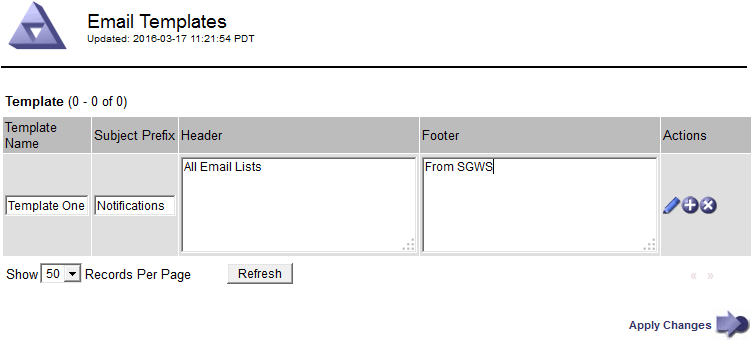 Email Templates
Updated: 2016-03-17 11:21:54 PDT
Template (0 - 0 of 0)
Template Name
Subject Prefix
Header
Footer
Actions
Template One
Notifications
All Email Lists
From SGWS
Show 50 Records Per Page
Refresh
« »
Apply Changes